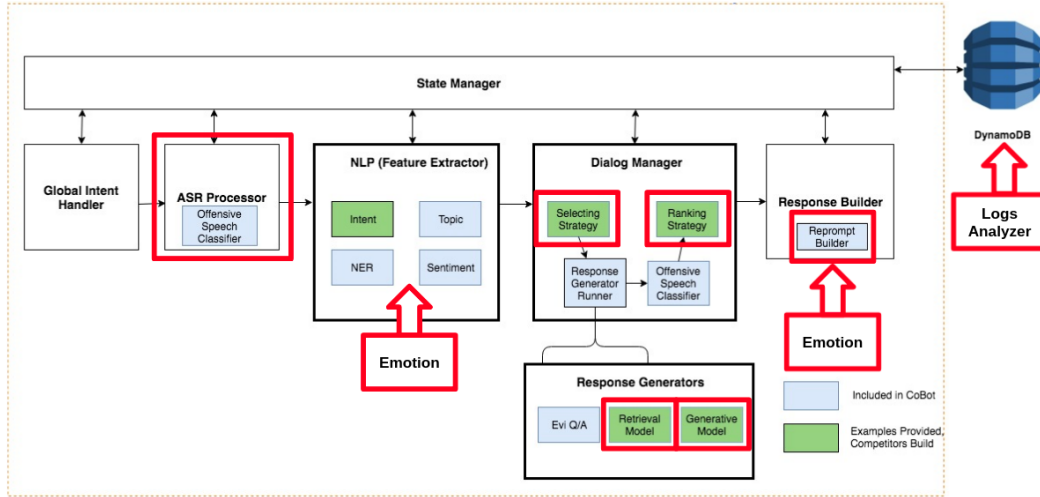 State Manager
DynamoDB
Logs
Analyzer
Global Intent
Handler
ASR Processor
Offensive
Speech
Classifier
NLP (Feature Extractor)
Intent
Topic
NER
Sentiment
Emotion
Dialog Manager
Selecting
Strategy
Ranking
Strategy
Response
Generator
Runner
Offensive
Speech
Classifier
Response Builder
Reprompt
Builder
Emotion
Response Generators
Evi Q/A
Retrieval
Model
Generative
Model
Included in CoBot
Examples Provided,
Competitors Build